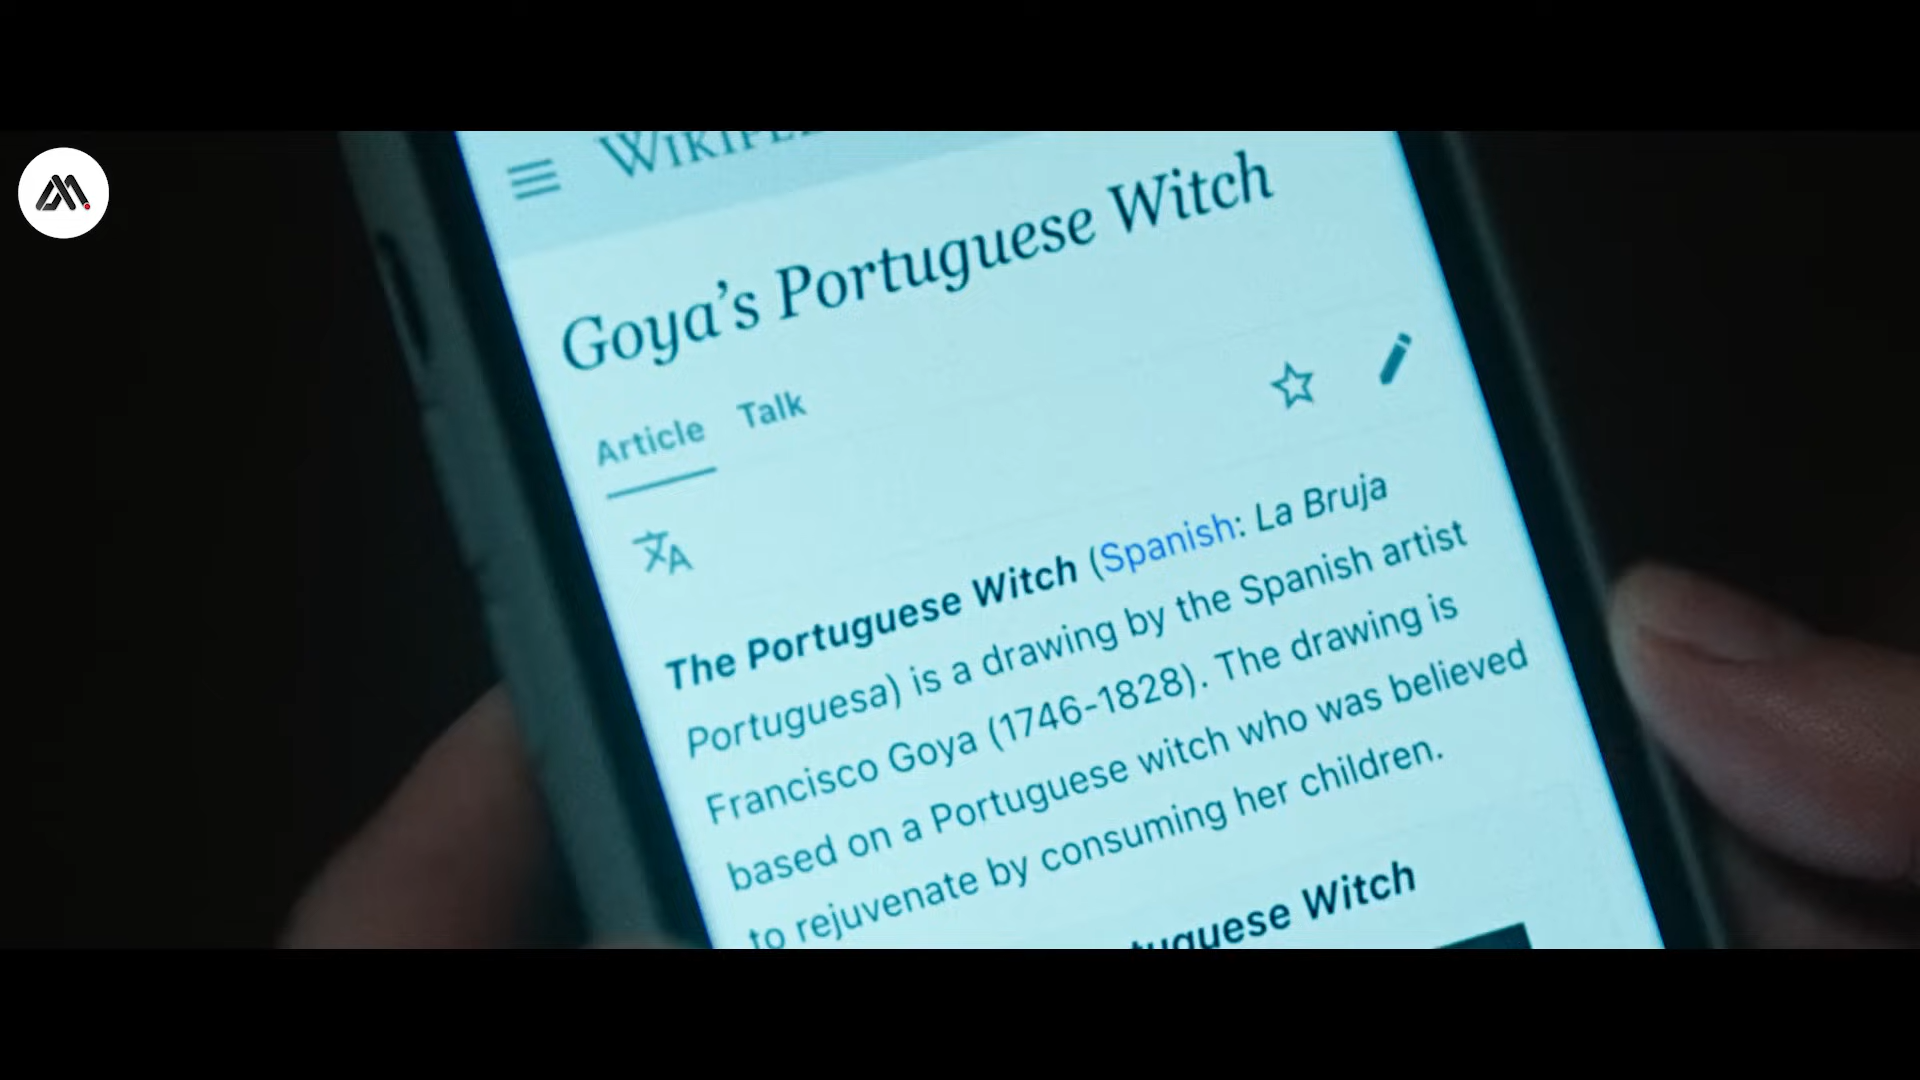 Goya’s Portuguese Witch
Article Talk
The Portuguese Witch (Spanish: La Bruja
Portuguesa) is a drawing by the Spanish artist
Francisco Goya (1746-1828). The drawing is
based on a Portuguese witch who was believed
to rejuvenate by consuming her children.
Witch